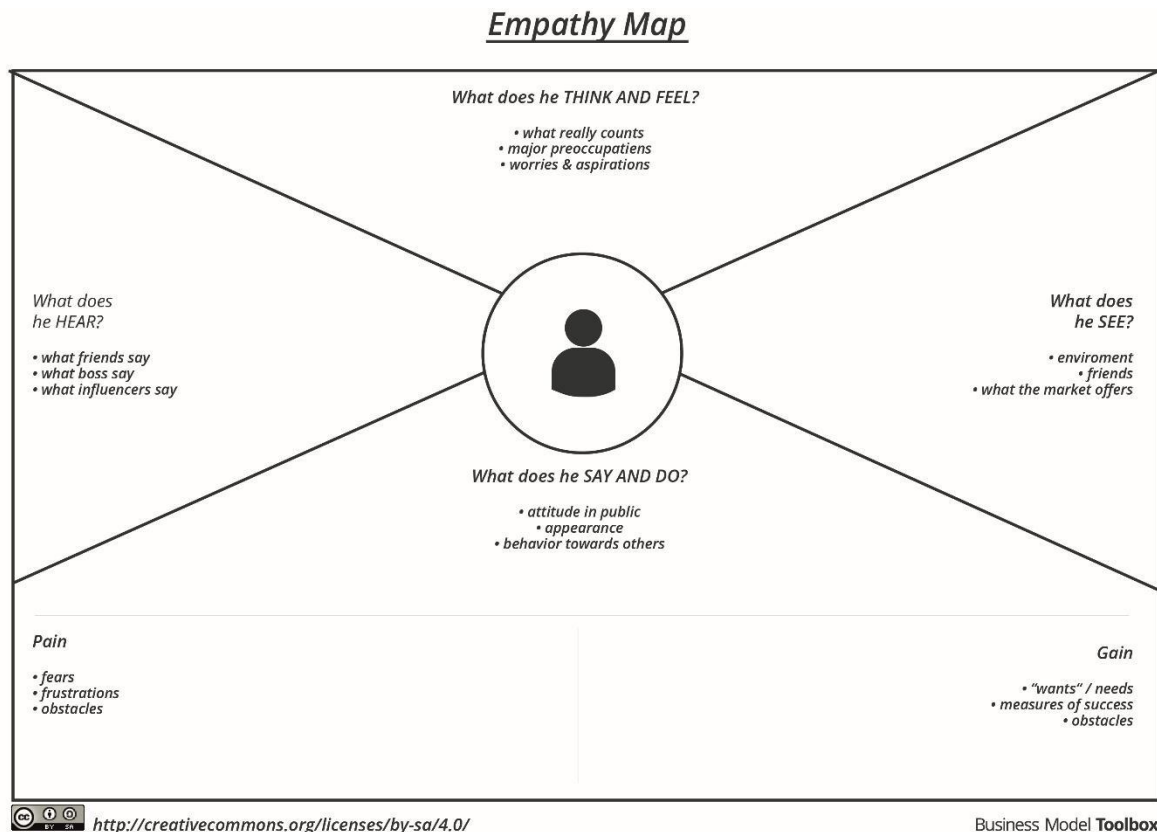 Empathy Map
What does he THINK AND FEEL?
• what really counts
• major preoccupatiens
• worries & aspirations
What does
he HEAR?
• what friends say
• what boss say
• what influencers say
What does
he SEE?
• enviroment
• friends
• what the market offers
What does he SAY AND DO?
• attitude in public
• appearance
• behavior towards others
Pain
• fears
• frustrations
• obstacles
Gain
• “wants“ / needs
• measures of success
• obstacles
cc BY SA
http://creativecommons.org/licenses/by-sa/4.0/
Business Model Toolbox